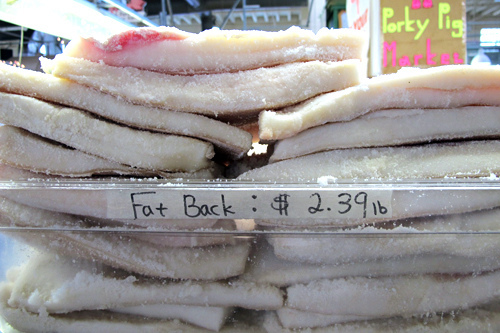 Porky Pig
Market
Fat Back : $ 2.39 lb